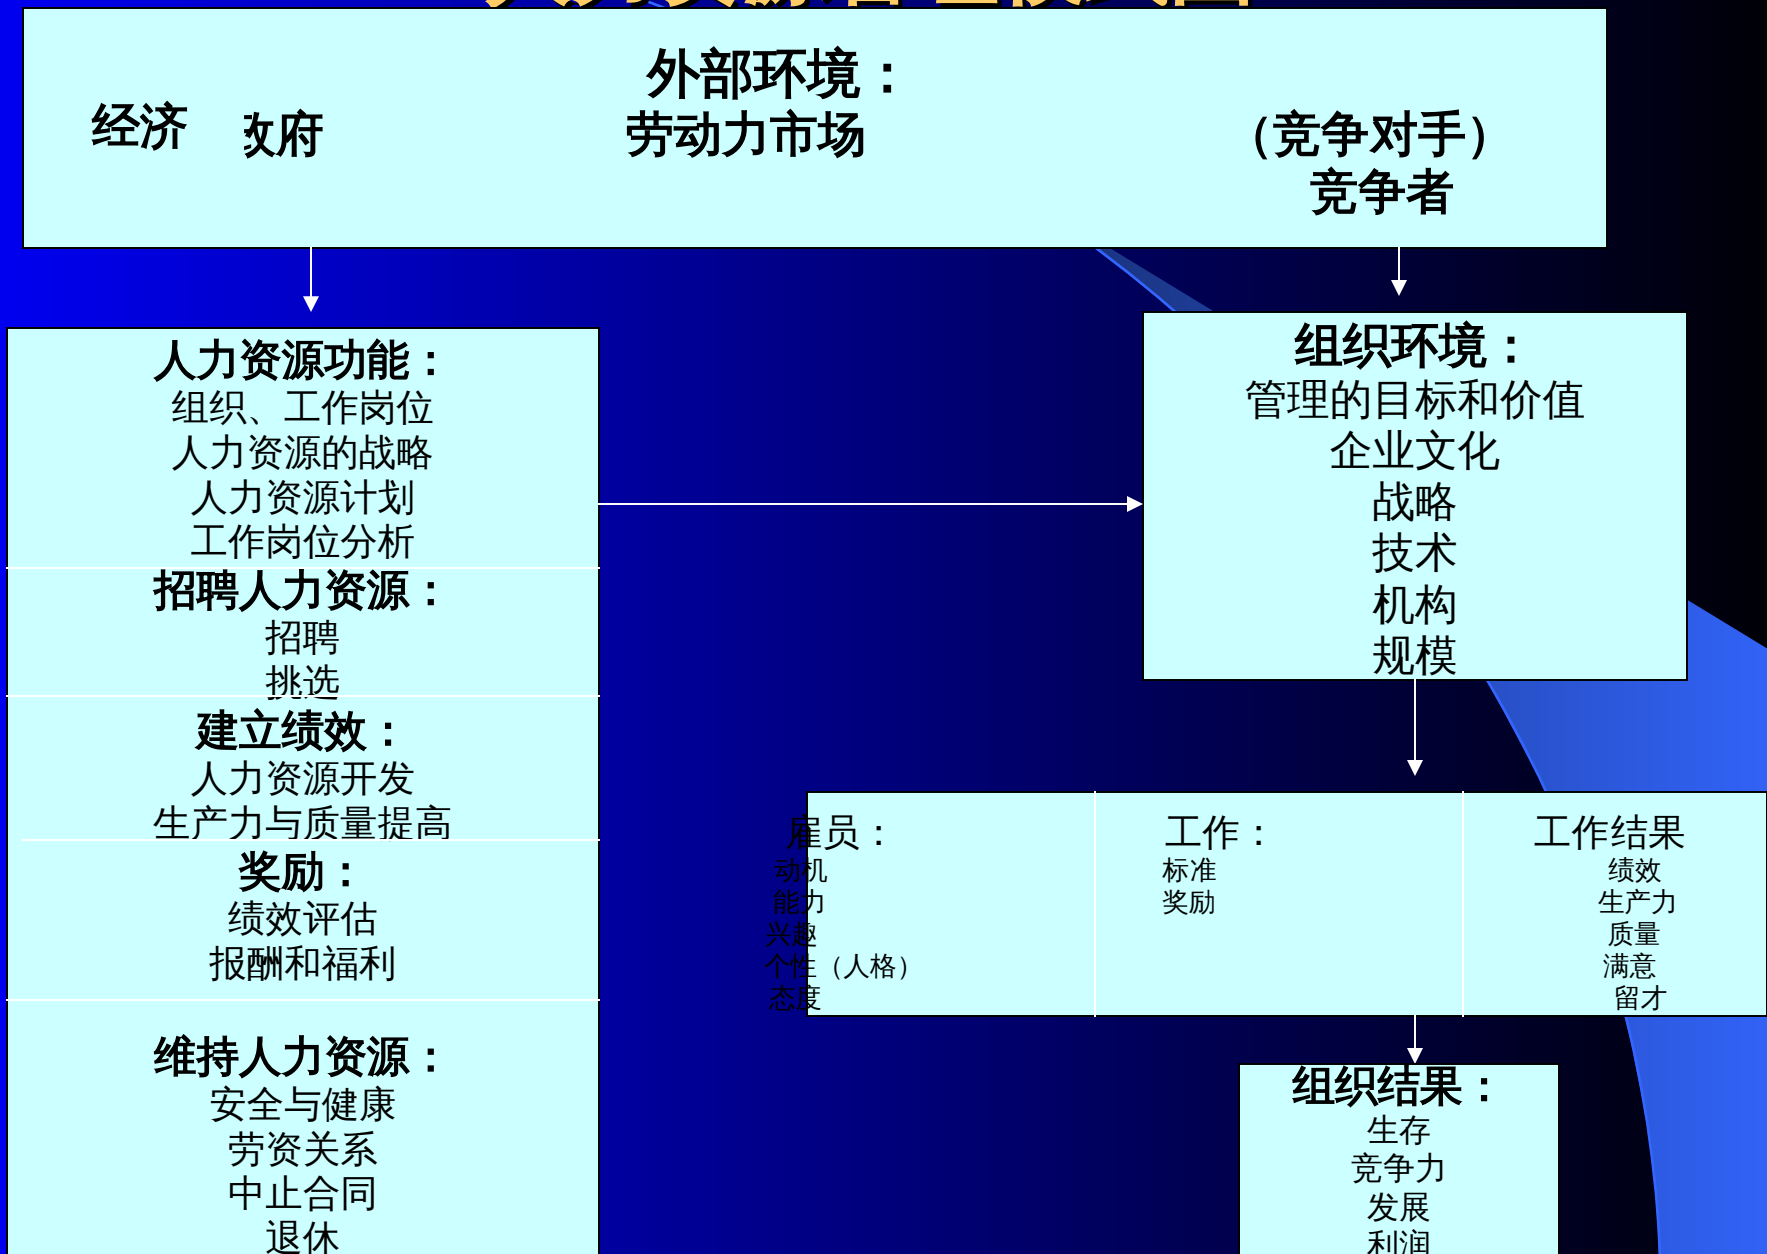 外部环境：
经济 政府 劳动力市场 （竞争对手）
竞争者
人力资源功能：
组织、工作岗位
人力资源的战略
人力资源计划
工作岗位分析
招聘人力资源：
招聘
挑选
建立绩效：
人力资源开发
生产力与质量提高
奖励：
绩效评估
报酬和福利
维持人力资源：
安全与健康
劳资关系
中止合同
退休
组织环境：
管理的目标和价值
企业文化
战略
技术
机构
规模
雇员： 工作： 工作结果
动机 标准 绩效
能力 奖励 生产力
兴趣 质量
个性（人格） 满意
态度 留才
组织结果：
生存
竞争力
发展
利润